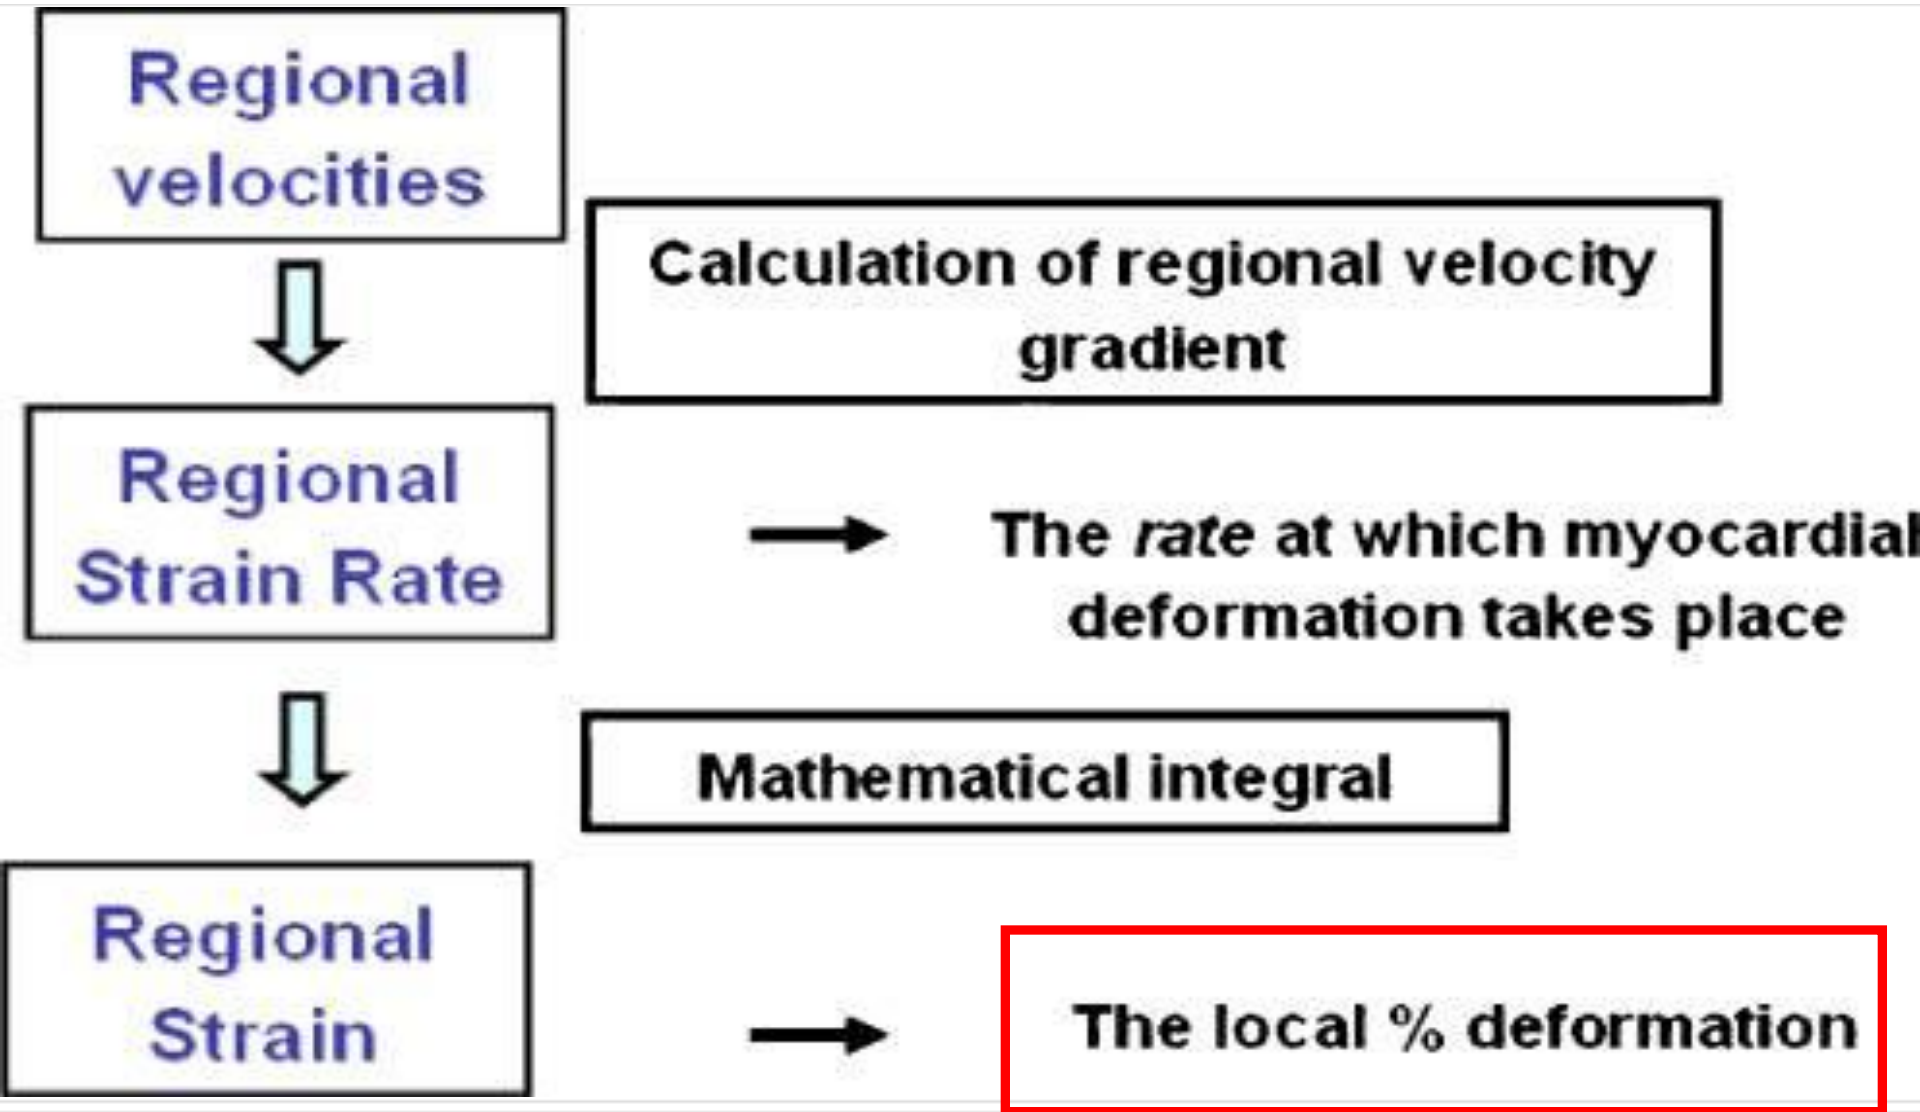 Regional
velocities
Calculation of regional velocity
gradient
Regional
Strain Rate
The rate at which myocardial
deformation takes place
Mathematical integral
Regional
Strain
The local % deformation